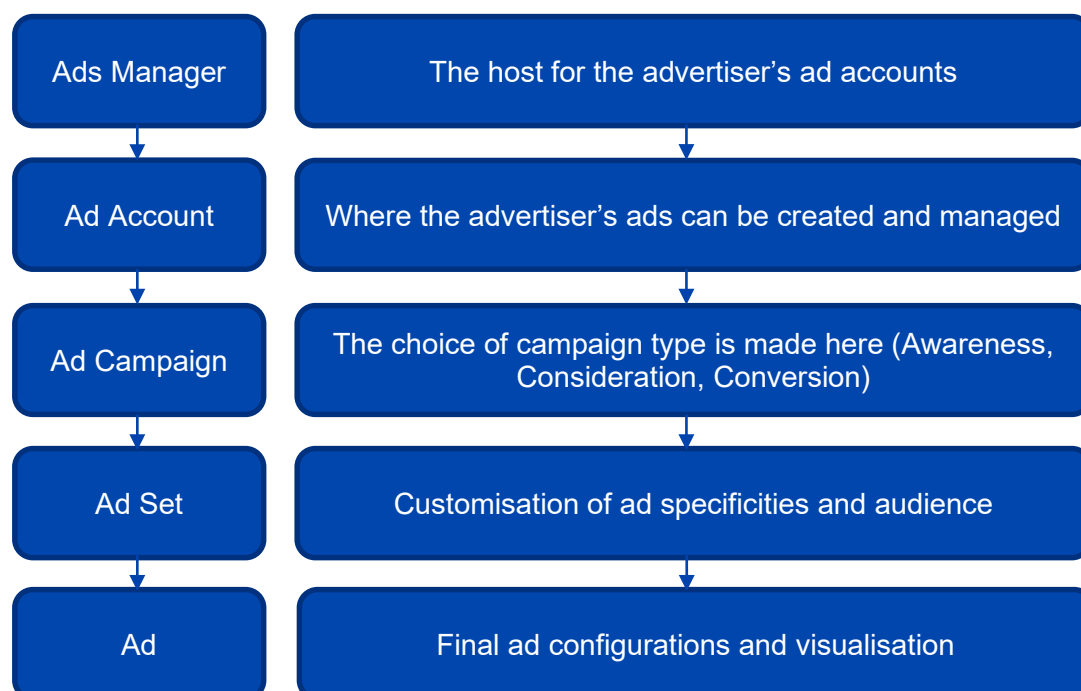 Ads Manager
The host for the advertiser’s ad accounts
Ad Account
Where the advertiser’s ads can be created and managed
Ad Campaign
The choice of campaign type is made here (Awareness,
Consideration, Conversion)
Ad Set
Customisation of ad specificities and audience
Ad
Final ad configurations and visualisation